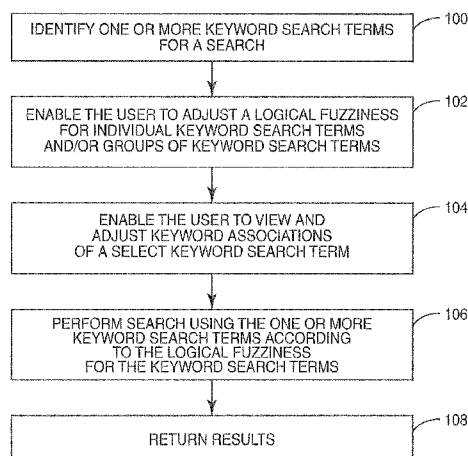 IDENTIFY ONE OR MORE KEYWORD SEARCH TERMS
FOR A SEARCH
100
ENABLE THE USER TO ADJUST A LOGICAL FUZZINESS
FOR INDIVIDUAL KEYWORD SEARCH TERMS
AND/OR GROUPS OF KEYWORD SEARCH TERMS
102
ENABLE THE USER TO VIEW AND
ADJUST KEYWORD ASSOCIATIONS
OF A SELECT KEYWORD SEARCH TERM
104
PERFORM SEARCH USING THE ONE OR MORE
KEYWORD SEARCH TERMS ACCORDING
TO THE LOGICAL FUZZINESS
FOR THE KEYWORD SEARCH TERMS
106
RETURN RESULTS
108